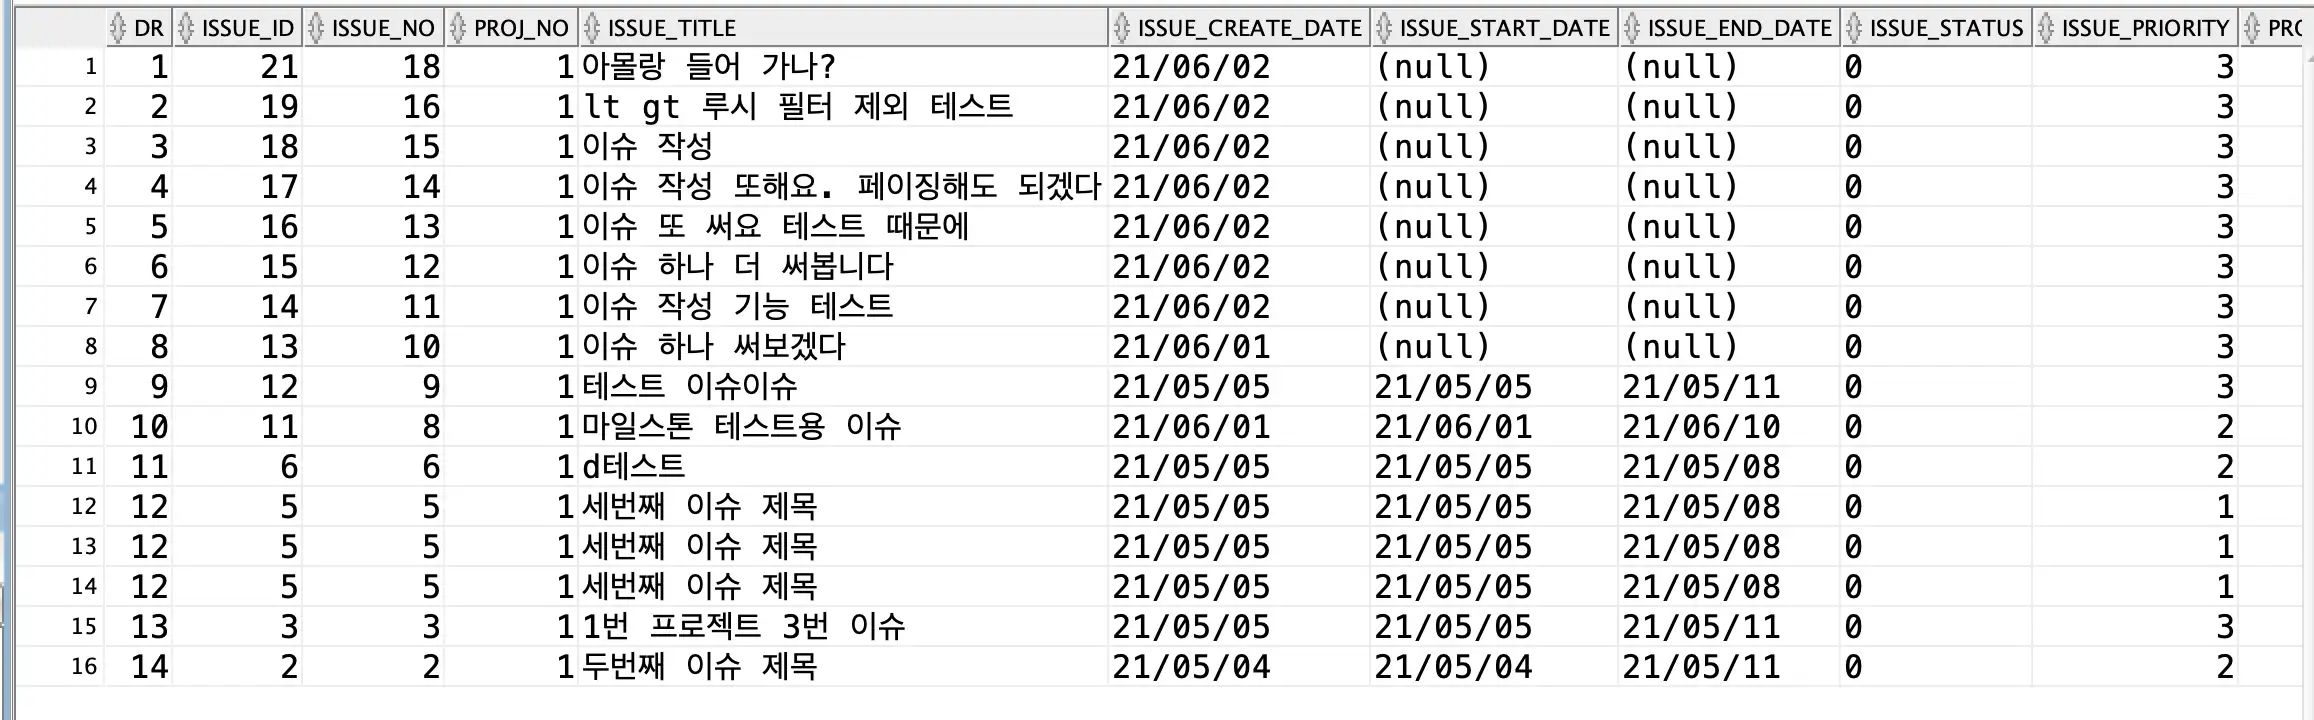 DR ISSUE_ID ISSUE_NO PROJ_NO ISSUE_TITLE ISSUE_CREATE_DATE ISSUE_START_DATE ISSUE_END_DATE ISSUE_STATUS ISSUE_PRIORITY
1 1 21 18 1 아몰랑 들어 가나? 21/06/02 (null) (null) 0 3
2 2 19 16 1 lt gt 루시 필터 제외 테스트 21/06/02 (null) (null) 0 3
3 3 18 15 1 이슈 작성 21/06/02 (null) (null) 0 3
4 4 17 14 1 이슈 작성 또해요. 페이징해도 되겠다 21/06/02 (null) (null) 0 3
5 5 16 13 1 이슈 또 써요 테스트 때문에 21/06/02 (null) (null) 0 3
6 6 15 12 1 이슈 하나 더 써봅니다 21/06/02 (null) (null) 0 3
7 7 14 11 1 이슈 작성 기능 테스트 21/06/02 (null) (null) 0 3
8 8 13 10 1 이슈 하나 써보겠다 21/06/01 (null) (null) 0 3
9 9 12 9 1 테스트 이슈이슈 21/05/05 21/05/05 21/05/11 0 3
10 10 11 8 1 마일스톤 테스트용 이슈 21/06/01 21/06/01 21/06/10 0 2
11 11 6 6 1 d테스트 21/05/05 21/05/05 21/05/08 0 2
12 12 5 5 1 세번째 이슈 제목 21/05/05 21/05/05 21/05/08 0 1
13 12 5 5 1 세번째 이슈 제목 21/05/05 21/05/05 21/05/08 0 1
14 12 5 5 1 세번째 이슈 제목 21/05/05 21/05/05 21/05/08 0 1
15 13 3 3 1 1번 프로젝트 3번 이슈 21/05/05 21/05/05 21/05/11 0 3
16 14 2 2 1 두번째 이슈 제목 21/05/04 21/05/04 21/05/11 0 2